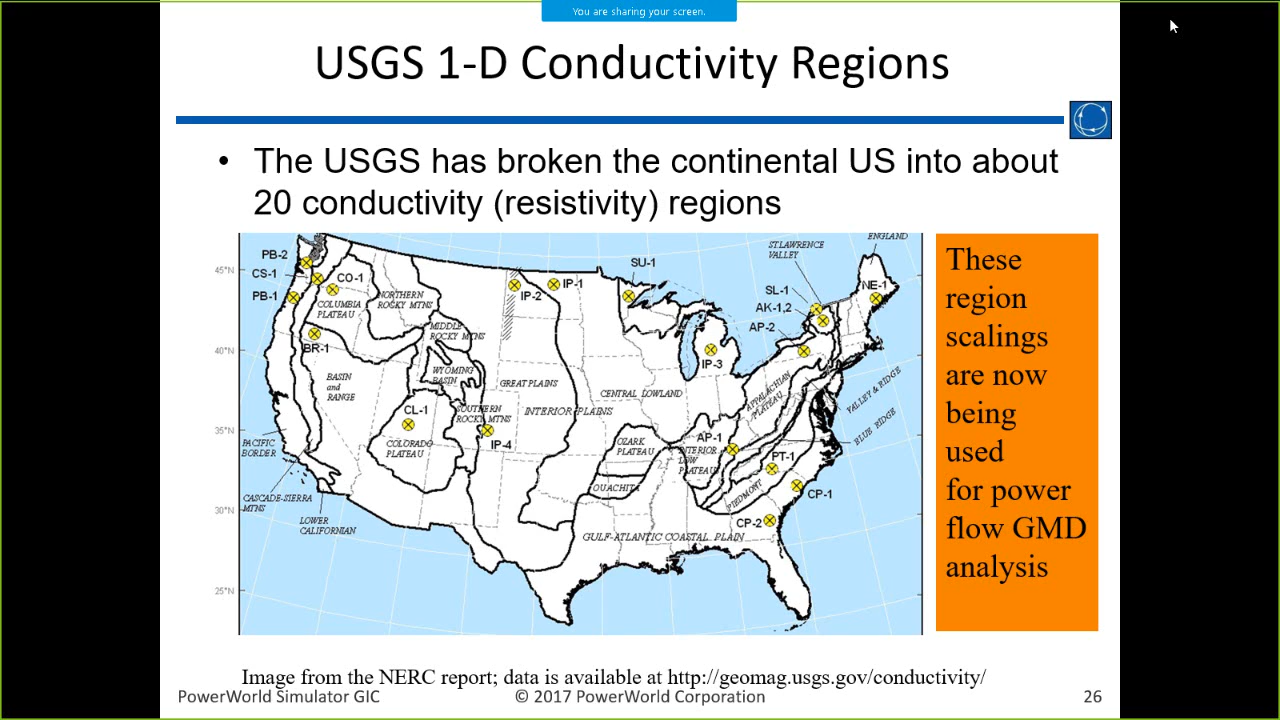 You are sharing your screen.
USGS 1-D Conductivity Regions
• The USGS has broken the continental US into about
20 conductivity (resistivity) regions
ENGLAND
ST.LAWRENCE
VALLEY
PB-2
SU-1
45°N
CS-1
CO-1
IP-2
IP-1
SL-1
NE-1
PB-1
COLUMBIA
PLATEAU
NORTHERN
ROCKY MTNS
AK-1,2
AP-2
MIDDLE
ROCKY MTNS
BR-1
40°N
IP-3
WYOMING
BASIN
BASIN
and
RANGE
GREAT PLAINS
CENTRAL LOWLAND
APPALACHIAN
PLATEAU
VALLEY & RIDGE
CL-1
SOUTHERN
ROCKY MTNS
INTERIOR PLAINS
BLUE RIDGE
35°N
COLORADO
PLATEAU
IP-4
OZARK
PLATEAU
AP-1
INTERIOR
LOW
PLATEAU
PACIFIC
BORDER
PT-1
OUACHITA
PIEDMONT
CP-1
CASCADE-SIERRA
MTNS
30°N
LOWER
CALIFORNIAN
CP-2
GULF-ATLANTIC COASTAL PLAIN
25°N
These
region
scalings
are now
being
used
for power
flow GMD
analysis
Image from the NERC report; data is available at http://geomag.usgs.gov/conductivity/
PowerWorld Simulator GIC
© 2017 PowerWorld Corporation
26